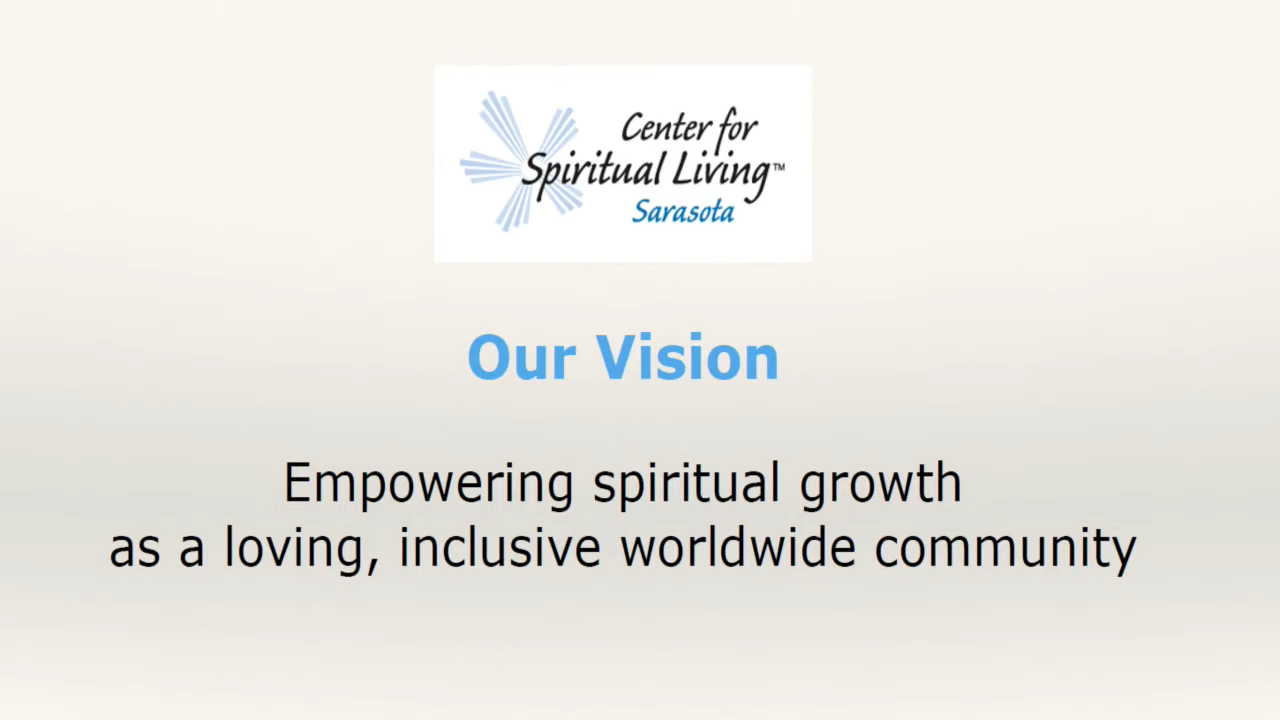 Center for
Spiritual Living™
Sarasota
Our Vision
Empowering spiritual growth
as a loving, inclusive worldwide community